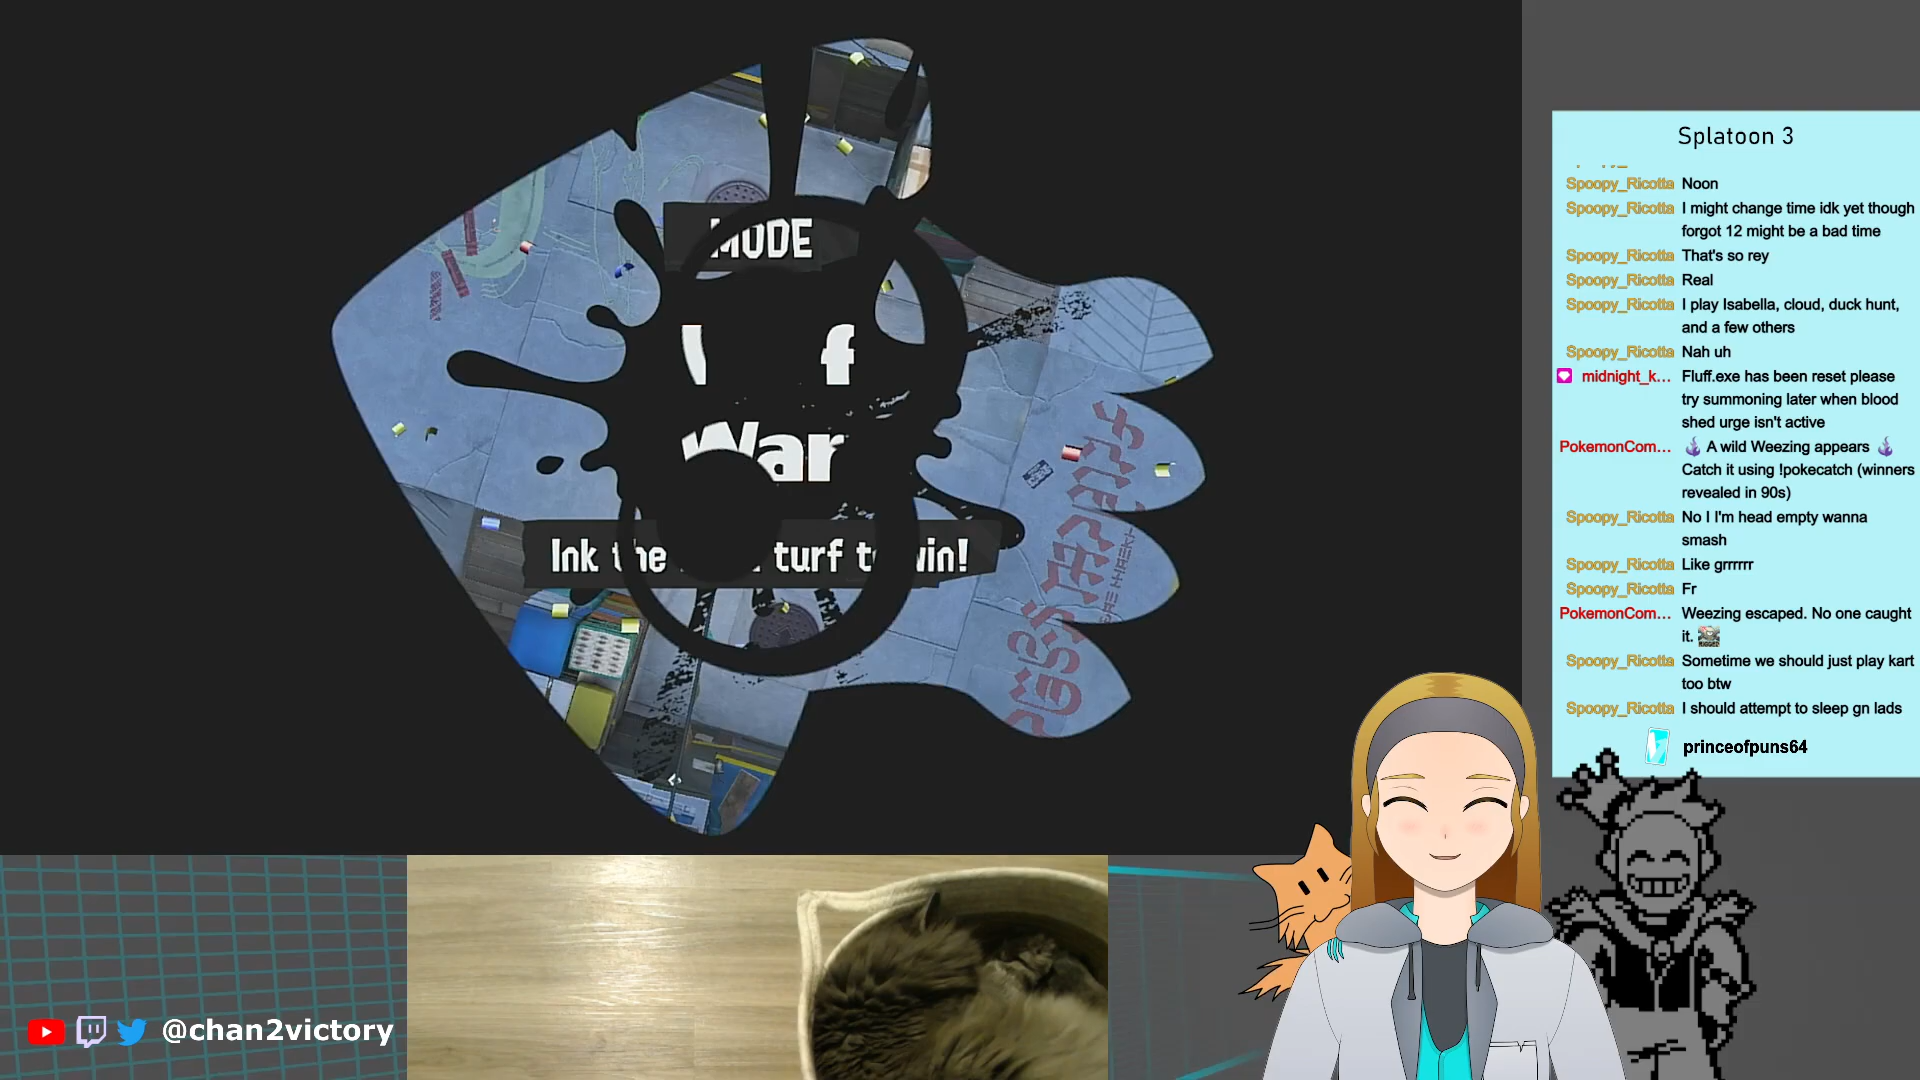 MODE
f
War
Ink the turf to win!
Splatoon 3
Spoopy_Ricotta Noon
Spoopy_Ricotta I might change time idk yet though
forgot 12 might be a bad time
Spoopy_Ricotta That's so rey
Spoopy_Ricotta Real
Spoopy_Ricotta I play Isabella, cloud, duck hunt,
and a few others
Spoopy_Ricotta Nah uh
midnight_k... Fluff.exe has been reset please
try summoning later when blood
shed urge isn't active
PokemonCom... A wild Weezing appears
Catch it using !pokecatch (winners
revealed in 90s)
Spoopy_Ricotta No I I'm head empty wanna
smash
Spoopy_Ricotta Like grrrrrr
Spoopy_Ricotta Fr
PokemonCom... Weezing escaped. No one caught
it.
Spoopy_Ricotta Sometime we should just play kart
too btw
Spoopy_Ricotta I should attempt to sleep gn lads
princeofpuns64
@chan2victory